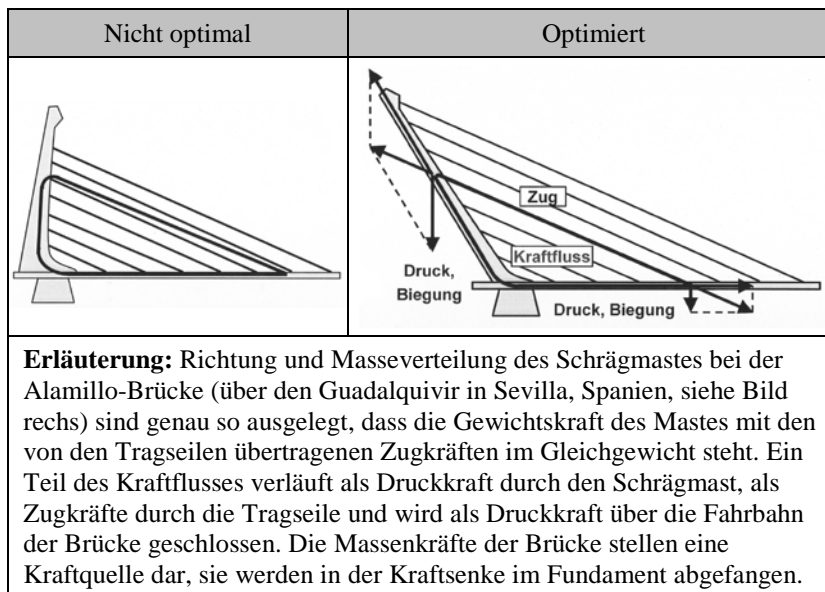 Nicht optimal
Optimiert
Zug
Kraftfluss
Druck,
Biegung
Druck, Biegung
Erläuterung: Richtung und Masseverteilung des Schrägmastes bei der
Alamillo-Brücke (über den Guadalquivir in Sevilla, Spanien, siehe Bild
rechs) sind genau so ausgelegt, dass die Gewichtskraft des Mastes mit den
von den Tragseilen übertragenen Zugkräften im Gleichgewicht steht. Ein
Teil des Kraftflusses verläuft als Druckkraft durch den Schrägmast, als
Zugkräfte durch die Tragseile und wird als Druckkraft über die Fahrbahn
der Brücke geschlossen. Die Massenkräfte der Brücke stellen eine
Kraftquelle dar, sie werden in der Kraftsenke im Fundament abgefangen.